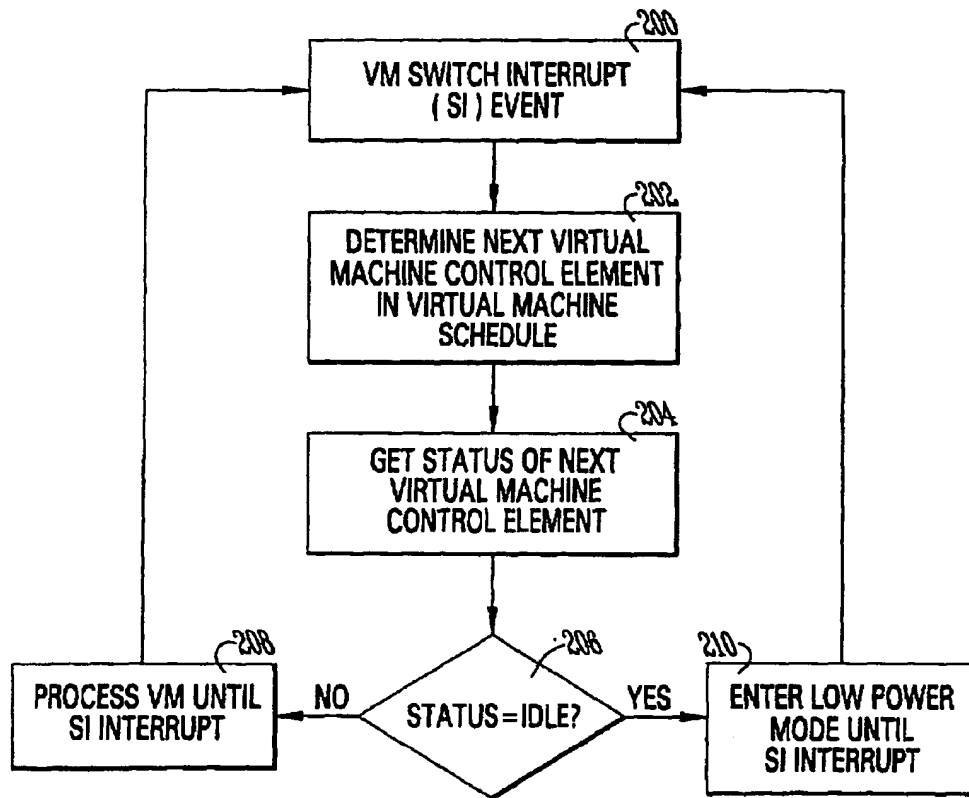 200
VM SWITCH INTERRUPT
( SI ) EVENT
202
DETERMINE NEXT VIRTUAL
MACHINE CONTROL ELEMENT
IN VIRTUAL MACHINE
SCHEDULE
204
GET STATUS OF NEXT
VIRTUAL MACHINE
CONTROL ELEMENT
206
STATUS=IDLE?
NO
YES
208
PROCESS VM UNTIL
SI INTERRUPT
210
ENTER LOW POWER
MODE UNTIL
SI INTERRUPT